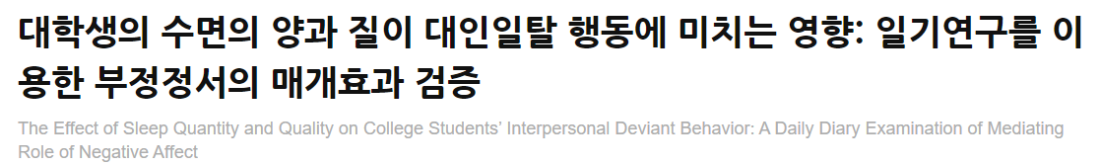 대학생의 수면의 양과 질이 대인일탈 행동에 미치는 영향: 일기연구를 이
용한 부정정서의 매개효과 검증
The Effect of Sleep Quantity and Quality on College Students’ Interpersonal Deviant Behavior: A Daily Diary Examination of Mediating
Role of Negative Affect